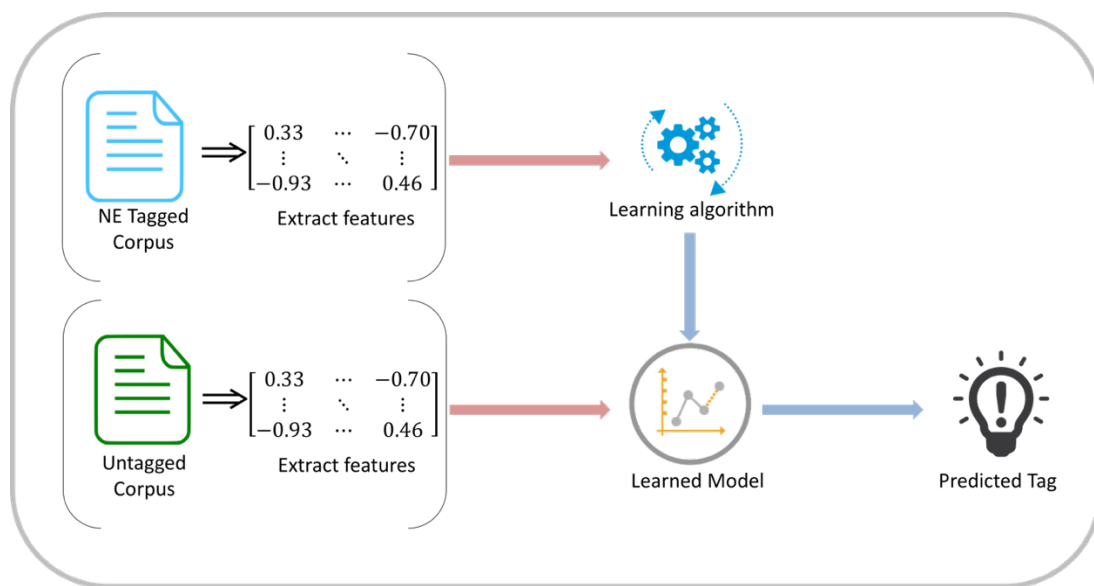 0.33 ⋯ −0.70
⋮ ⋱ ⋮
−0.93 ⋯ 0.46
NE Tagged
Corpus
Extract features
Learning algorithm
0.33 ⋯ −0.70
⋮ ⋱ ⋮
−0.93 ⋯ 0.46
Untagged
Corpus
Extract features
Learned Model
Predicted Tag